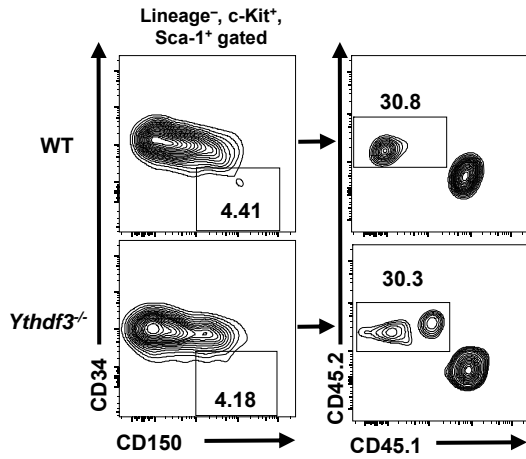 Lineage⁻, c-Kit⁺,
Sca-1⁺ gated
WT
4.41
30.8
Ythdf3⁻/⁻
4.18
30.3
CD34
CD150
CD45.2
CD45.1